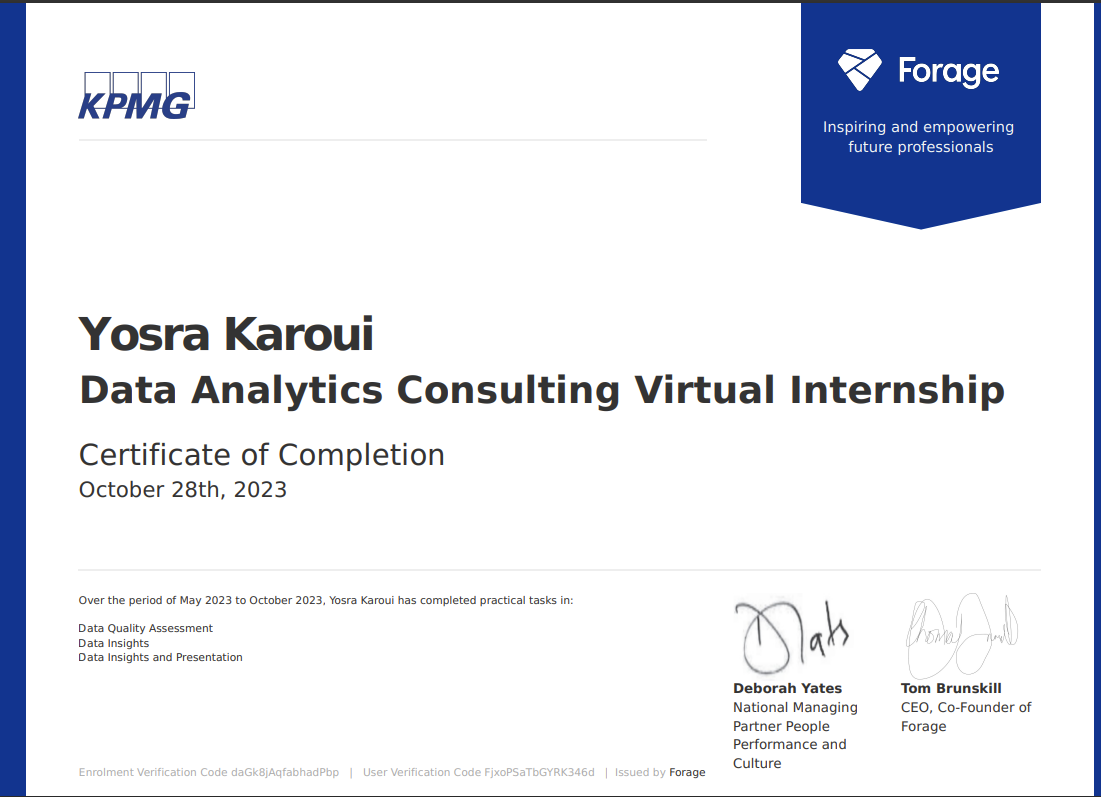 KPMG
Forage
Inspiring and empowering
future professionals
Yosra Karoui
Data Analytics Consulting Virtual Internship
Certificate of Completion
October 28th, 2023
Over the period of May 2023 to October 2023, Yosra Karoui has completed practical tasks in:
Data Quality Assessment
Data Insights
Data Insights and Presentation
Deborah Yates
National Managing
Partner People
Performance and
Culture
Tom Brunskill
CEO, Co-Founder of
Forage
Enrolment Verification Code daGk8jAqfabhadPbp | User Verification Code FjxoPSaTbGYRK346d | Issued by Forage